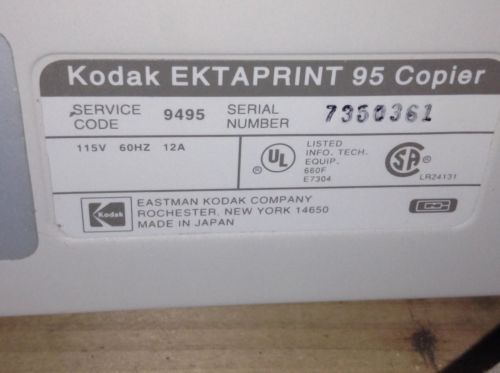 Kodak EKTAPRINT 95 Copier
SERVICE CODE 9495 SERIAL NUMBER 7350361
115V 60HZ 12A
UL
LISTED
INFO. TECH.
EQUIP.
660F
E7304
SA
LR24131
Kodak
EASTMAN KODAK COMPANY
ROCHESTER, NEW YORK 14650
MADE IN JAPAN